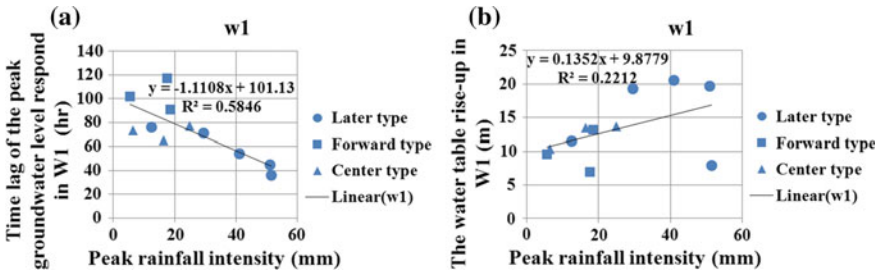 (a)
w1
Time lag of the peak
groundwater level respond
in W1 (hr)
140
120
100
80
60
40
20
0
y = -1.1108x + 101.13
R² = 0.5846
0 20 40 60
Peak rainfall intensity (mm)
Later type
Forward type
Center type
Linear(w1)
(b)
w1
The water table rise-up in
W1 (m)
25
20
15
10
5
0
y = 0.1352x + 9.8779
R² = 0.2212
0 20 40 60
Peak rainfall intensity (mm)
Later type
Forward type
Center type
Linear(w1)